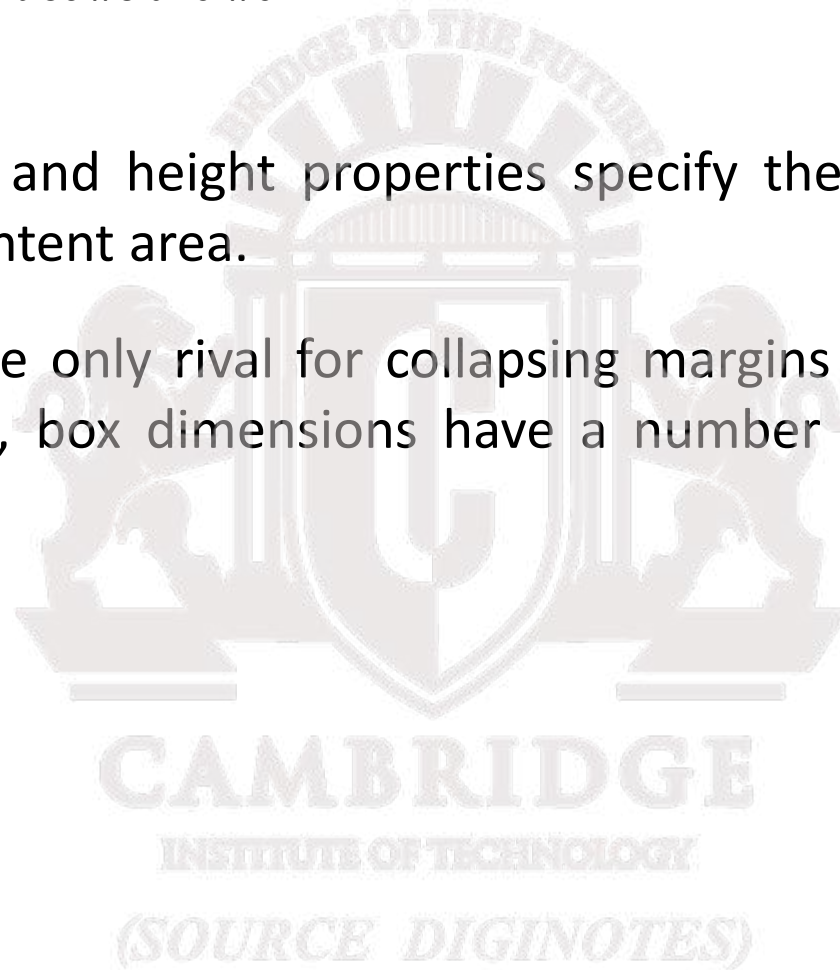 BRIDGE TO THE FUTURE
and height properties specify the
ntent area.
e only rival for collapsing margins
, box dimensions have a number
CAMBRIDGE
INSTITUTE OF TECHNOLOGY
(SOURCE DIGINOTES)